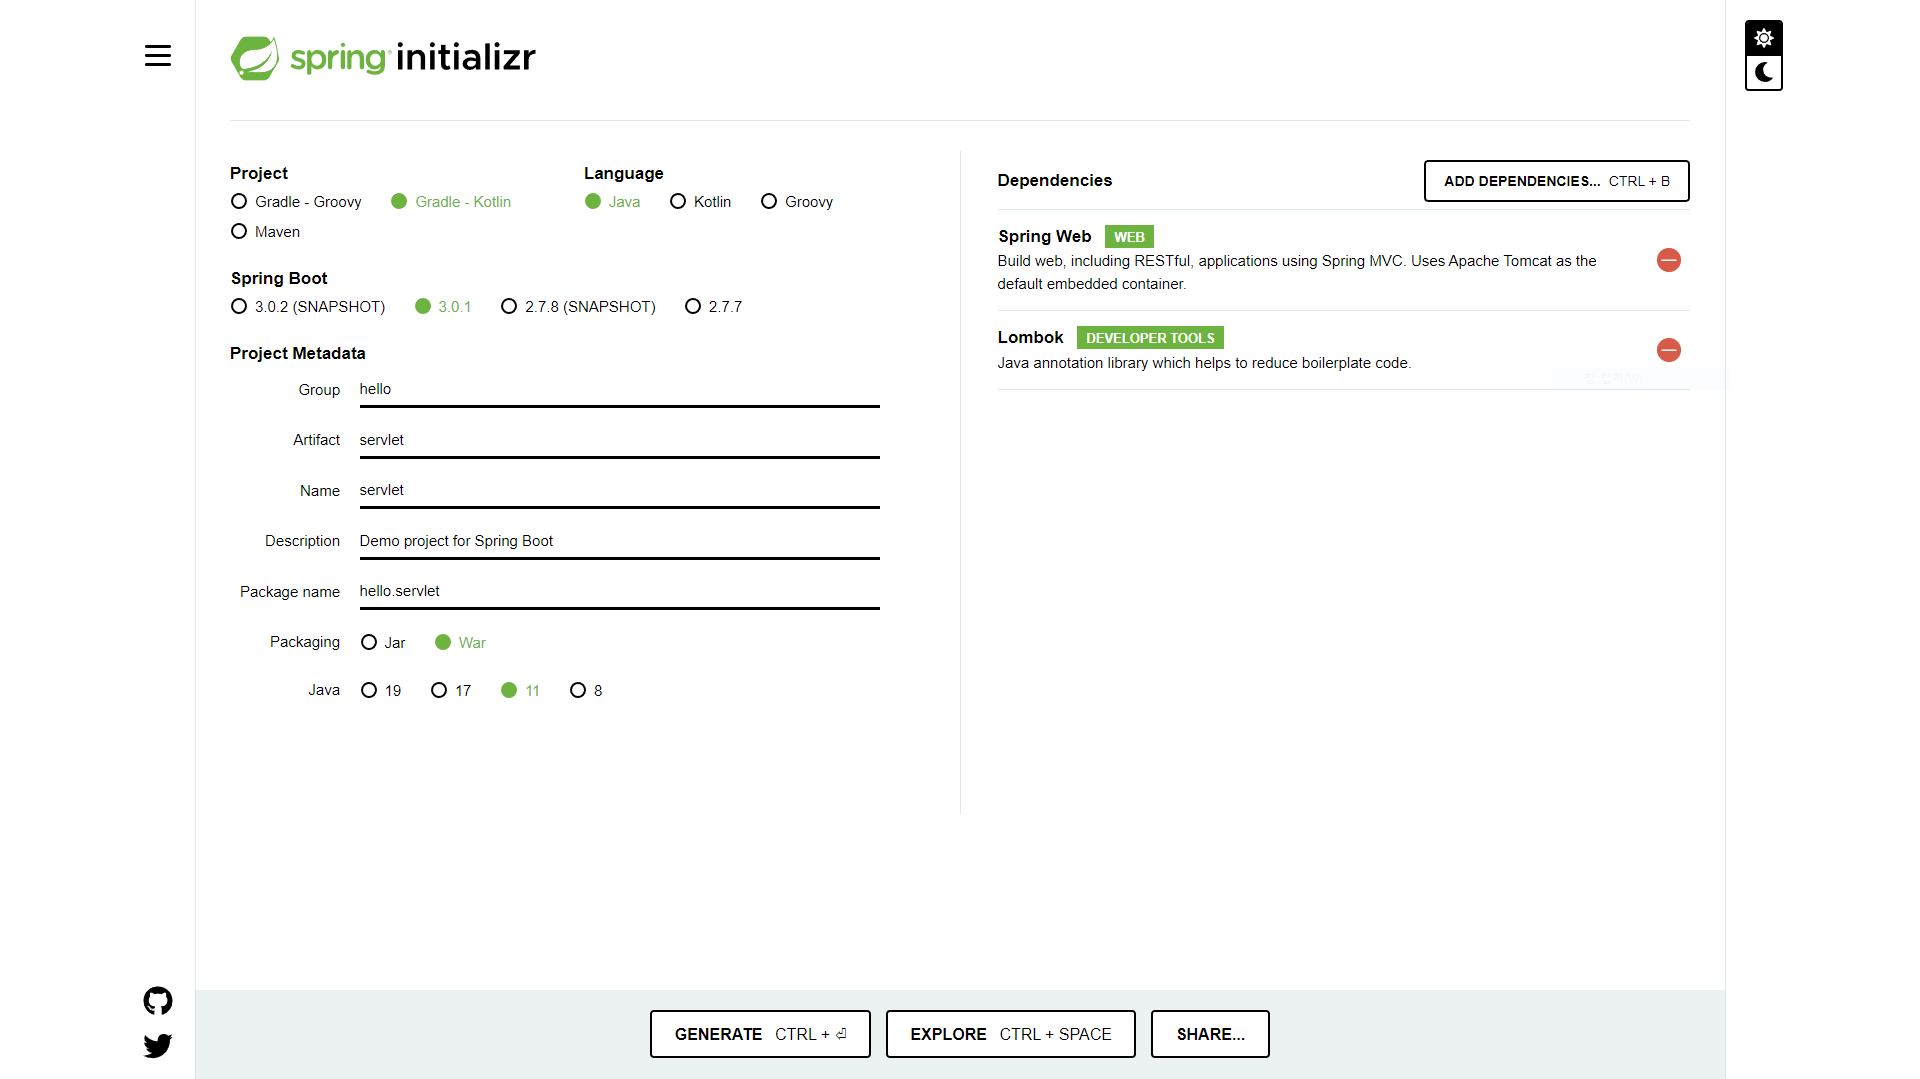 spring initializr
Project
Gradle - Groovy Gradle - Kotlin
Maven
Language
Java Kotlin Groovy
Spring Boot
3.0.2 (SNAPSHOT) 3.0.1 2.7.8 (SNAPSHOT) 2.7.7
Project Metadata
Group hello
Artifact servlet
Name servlet
Description Demo project for Spring Boot
Package name hello.servlet
Packaging Jar War
Java 19 17 11 8
Dependencies
ADD DEPENDENCIES... CTRL + B
Spring Web WEB
Build web, including RESTful, applications using Spring MVC. Uses Apache Tomcat as the
default embedded container.
Lombok DEVELOPER TOOLS
Java annotation library which helps to reduce boilerplate code.
GENERATE CTRL + ⏎
EXPLORE CTRL + SPACE
SHARE...